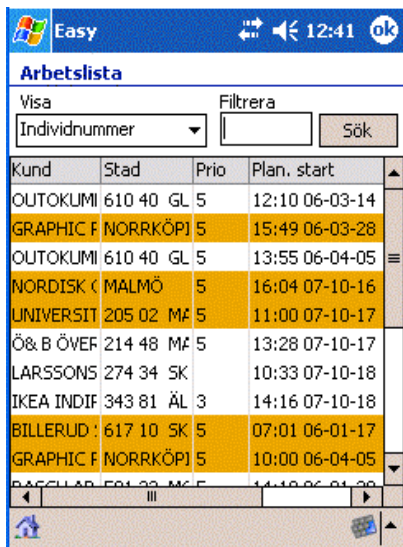 Easy 12:41 ok
Arbetslista
Visa Filtrera
Individnummer Sök
Kund Stad Prio Plan. start
OUTOKUMI 610 40 GL 5 12:10 06-03-14
GRAPHIC F NORRKÖPI 5 15:49 06-03-28
OUTOKUMI 610 40 GL 5 13:55 06-04-05
NORDISK ( MALMÖ 5 16:04 07-10-16
UNIVERSIT 205 02 MA 5 11:00 07-10-17
Ö& B ÖVER 214 48 MA 5 13:28 07-10-17
LARSSONS 274 34 SK 10:33 07-10-18
IKEA INDIF 343 81 ÄL 3 14:16 07-10-18
BILLERUD 617 10 SK 5 07:01 06-01-17
GRAPHIC F NORRKÖPI 5 10:00 06-04-05